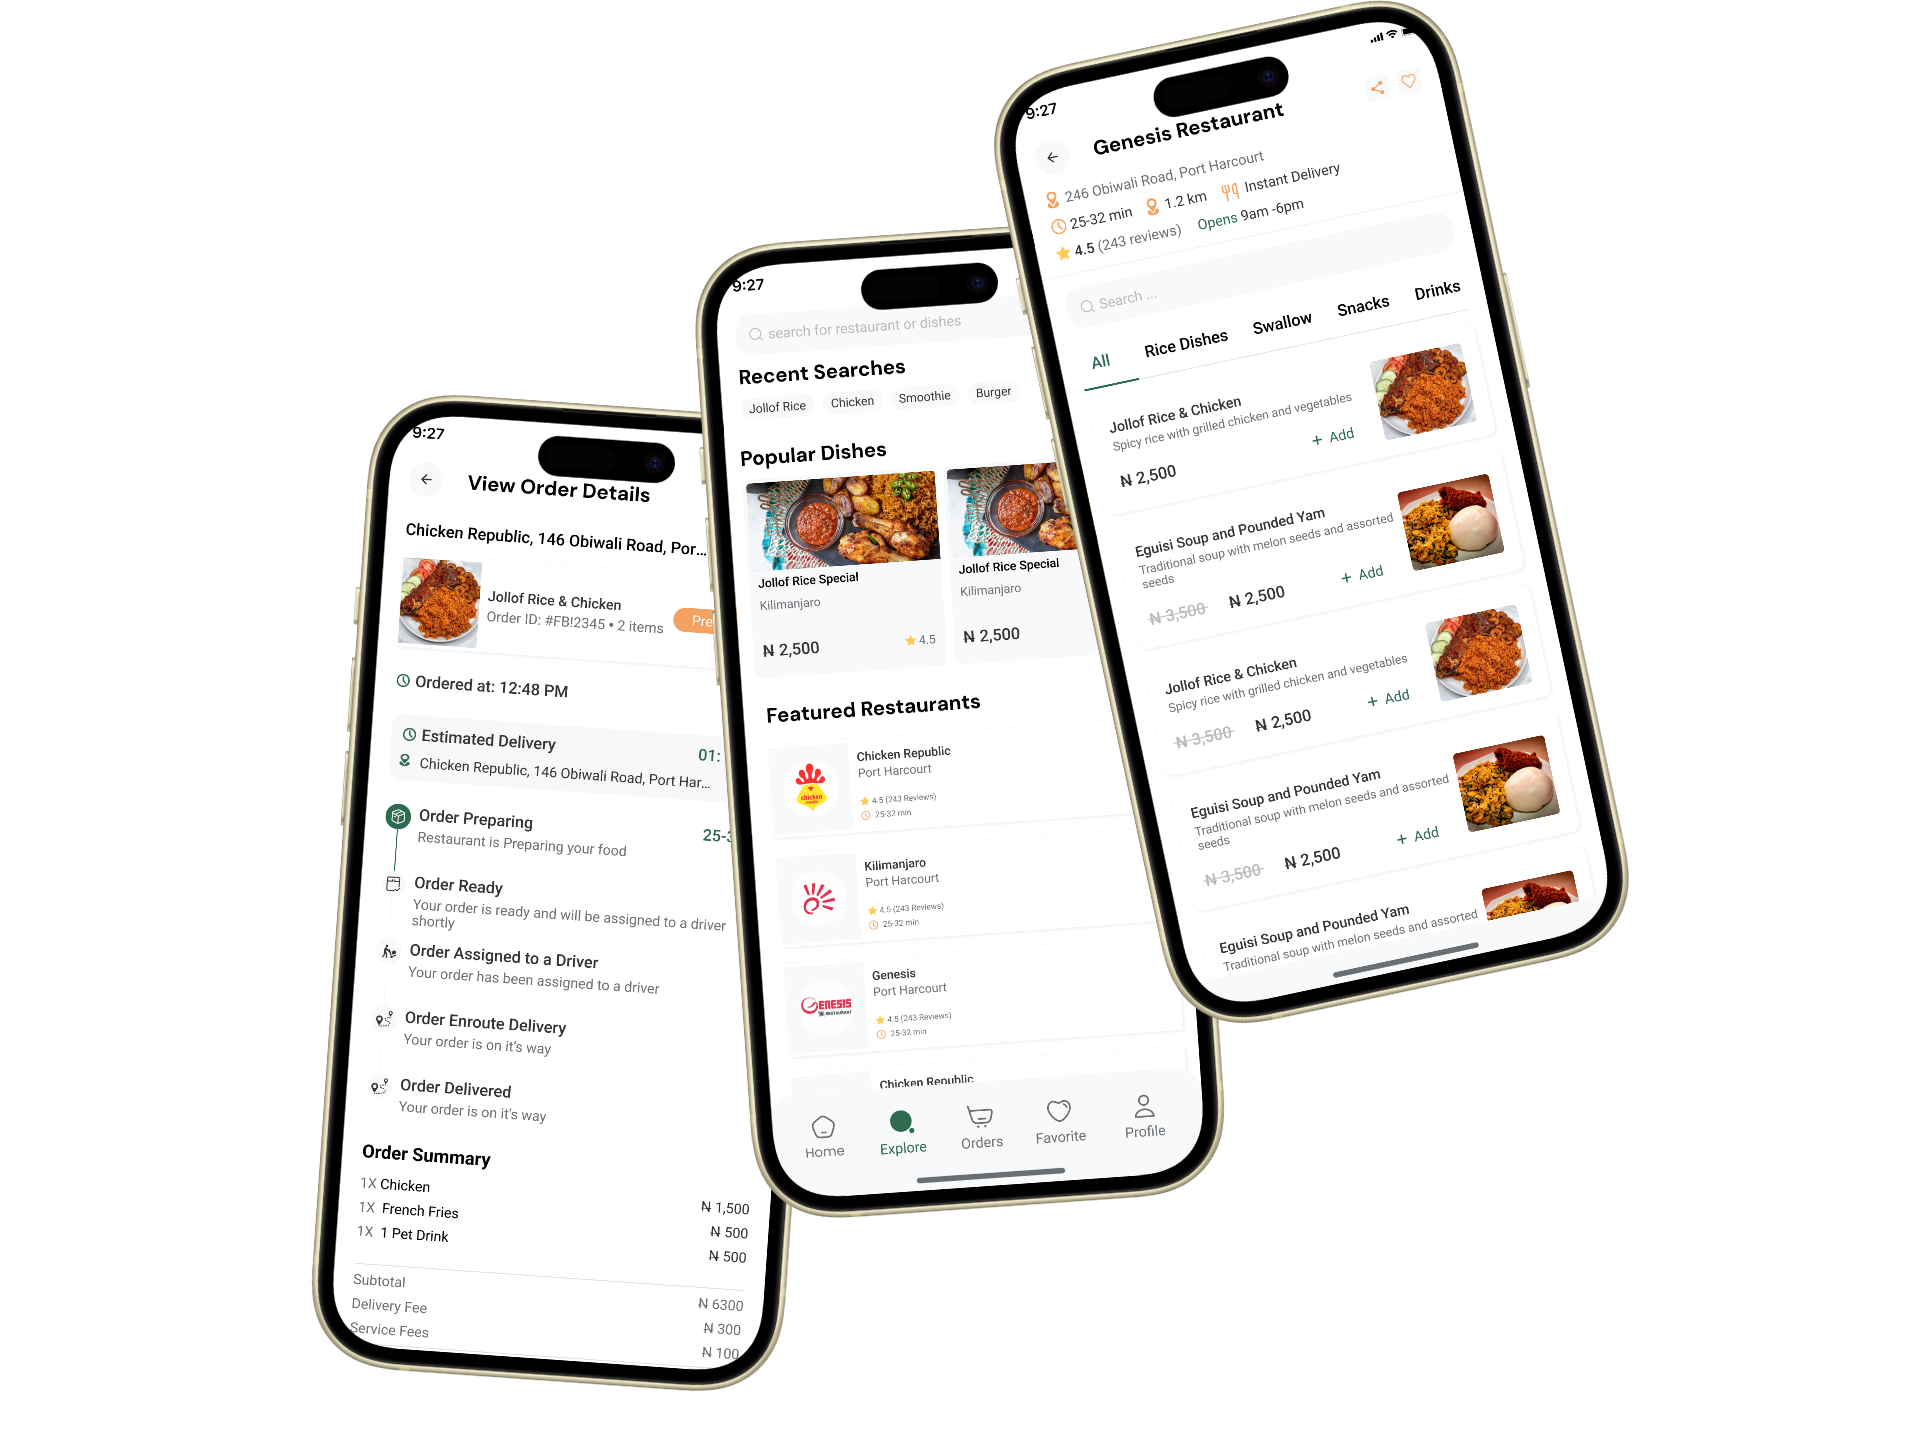 9:27
View Order Details
Chicken Republic, 146 Obiwali Road, Por...
Jollof Rice & Chicken
Order ID: #FB!2345 • 2 items
Ordered at: 12:48 PM
Estimated Delivery
01:
Chicken Republic, 146 Obiwali Road, Port Har...
Order Preparing
Restaurant is Preparing your food
Order Ready
Your order is ready and will be assigned to a driver
shortly
Order Assigned to a Driver
Your order has been assigned to a driver
Order Enroute Delivery
Your order is on it's way
Order Delivered
Your order is on it's way
Order Summary
1X Chicken
₦ 1,500
1X French Fries
₦ 500
1X 1 Pet Drink
₦ 500
Subtotal
₦ 6300
Delivery Fee
₦ 300
Service Fees
₦ 100
9:27
search for restaurant or dishes
Recent Searches
Jollof Rice Chicken Smoothie Burger
Popular Dishes
Jollof Rice Special
Kilimanjaro
₦ 2,500
4.5
Jollof Rice Special
Kilimanjaro
₦ 2,500
Featured Restaurants
chicken
Chicken Republic
Port Harcourt
4.5 (243 Reviews)
25-32 min
Kilimanjaro
Port Harcourt
4.5 (243 Reviews)
25-32 min
GENESIS
RESTAURANT
Genesis
Port Harcourt
4.5 (243 Reviews)
25-32 min
Chicken Republic
Home Explore Orders Favorite Profile
9:27
Genesis Restaurant
246 Obiwali Road, Port Harcourt
25-32 min 1.2 km Instant Delivery
4.5 (243 reviews) Opens 9am -6pm
Search ...
All Rice Dishes Swallow Snacks Drinks
Jollof Rice & Chicken
Spicy rice with grilled chicken and vegetables
+ Add
₦ 2,500
Eguisi Soup and Pounded Yam
Traditional soup with melon seeds and assorted
seeds
+ Add
₦ 3,500 ₦ 2,500
Jollof Rice & Chicken
Spicy rice with grilled chicken and vegetables
+ Add
₦ 3,500 ₦ 2,500
Eguisi Soup and Pounded Yam
Traditional soup with melon seeds and assorted
seeds
+ Add
₦ 3,500 ₦ 2,500
Eguisi Soup and Pounded Yam
Traditional soup with melon seeds and assorted